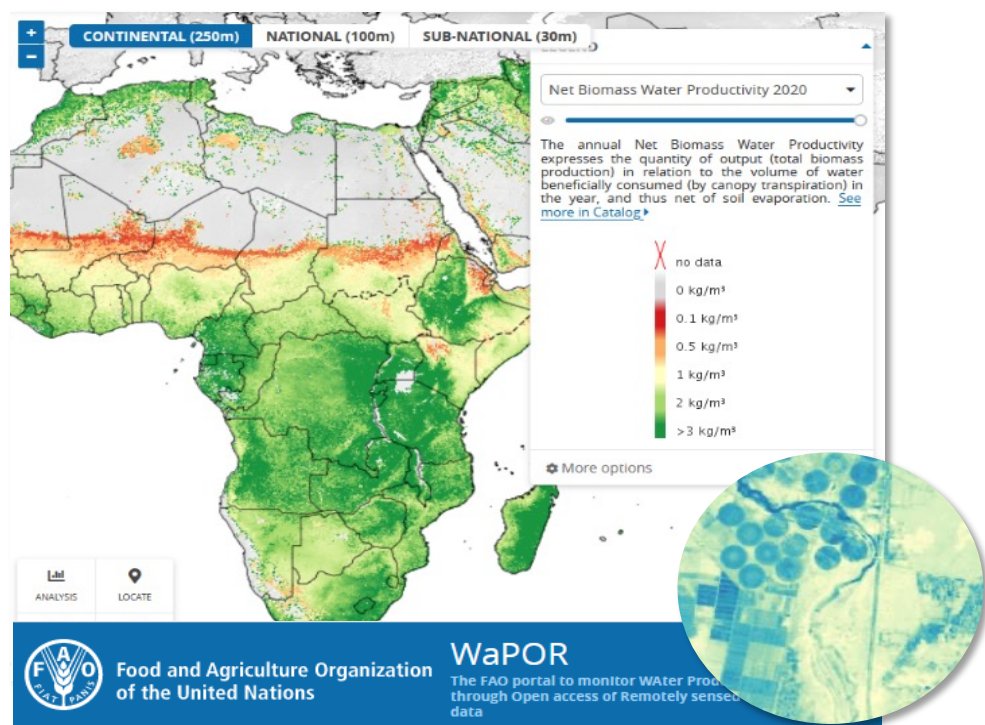 +
−
CONTINENTAL (250m) NATIONAL (100m) SUB-NATIONAL (30m)
Net Biomass Water Productivity 2020
The annual Net Biomass Water Productivity
expresses the quantity of output (total biomass
production) in relation to the volume of water
beneficially consumed (by canopy transpiration) in
the year, and thus net of soil evaporation. See
more in Catalog
no data
0 kg/m³
0.1 kg/m³
0.5 kg/m³
1 kg/m³
2 kg/m³
>3 kg/m³
More options
ANALYSIS LOCATE
FAO
FIAT PANIS
Food and Agriculture Organization
of the United Nations
WaPOR
The FAO portal to monitor WAter
through Open access of Remotely sensed
data